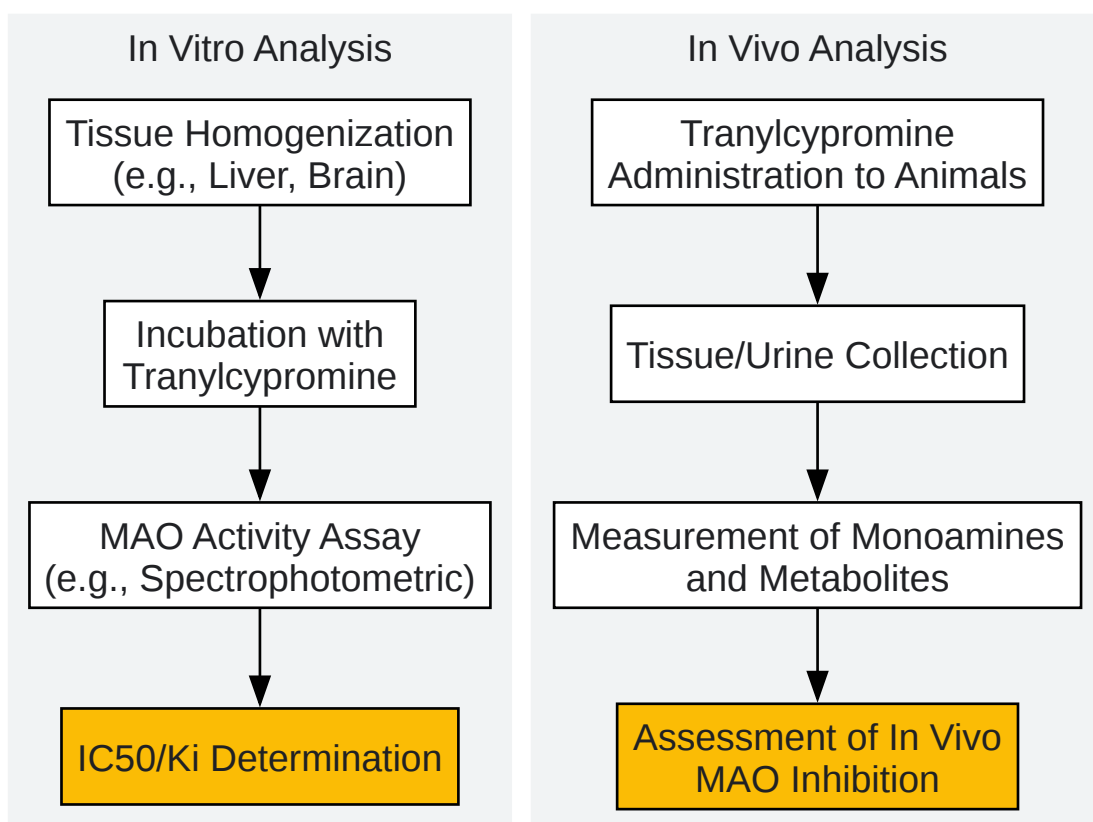 In Vitro Analysis
Tissue Homogenization
(e.g., Liver, Brain)
Incubation with
Tranylcypromine
MAO Activity Assay
(e.g., Spectrophotometric)
IC50/Ki Determination
In Vivo Analysis
Tranylcypromine
Administration to Animals
Tissue/Urine Collection
Measurement of Monoamines
and Metabolites
Assessment of In Vivo
MAO Inhibition